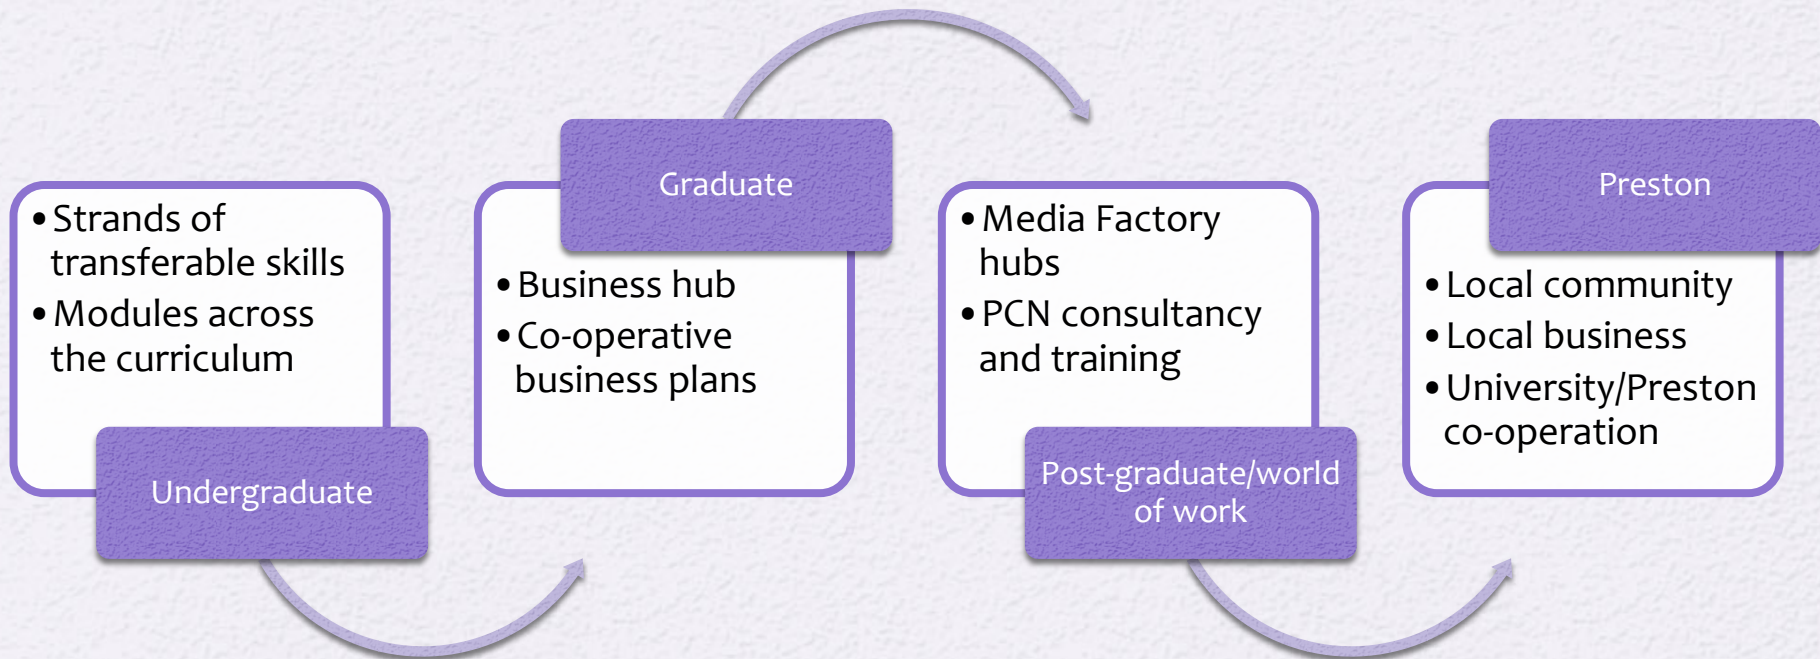 • Strands of
transferable skills
• Modules across
the curriculum
Undergraduate
Graduate
• Business hub
• Co-operative
business plans
• Media Factory
hubs
• PCN consultancy
and training
Post-graduate/world
of work
Preston
• Local community
• Local business
• University/Preston
co-operation